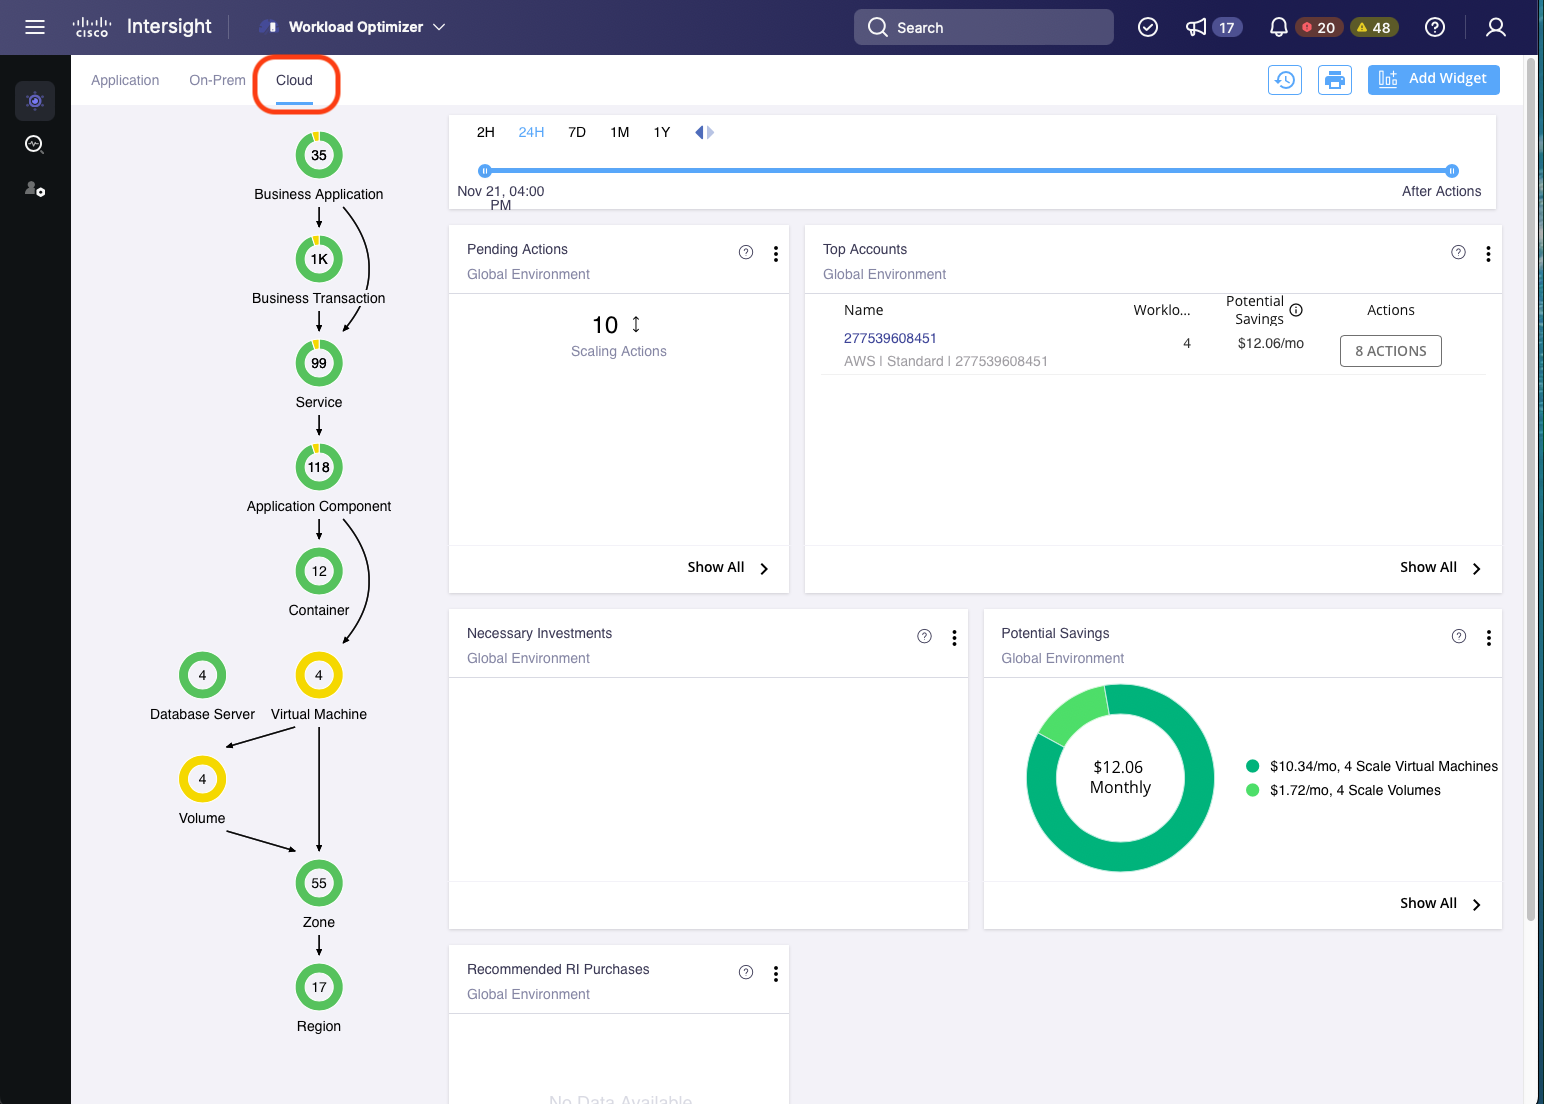 cisco Intersight Workload Optimizer Search 17 20 48
Application On-Prem Cloud Add Widget
35
Business Application
1K
Business Transaction
99
Service
118
Application Component
12
Container
4 4
Database Server Virtual Machine
4
Volume
55
Zone
17
Region
2H 24H 7D 1M 1Y
Nov 21, 04:00 PM
After Actions
Pending Actions
Global Environment
10
Scaling Actions
Show All
Top Accounts
Global Environment
Name Worklo... Potential Savings Actions
277539608451 4 $12.06/mo 8 ACTIONS
AWS | Standard | 277539608451
Show All
Necessary Investments
Global Environment
Potential Savings
Global Environment
$12.06
Monthly
$10.34/mo, 4 Scale Virtual Machines
$1.72/mo, 4 Scale Volumes
Show All
Recommended RI Purchases
Global Environment
No Data Available